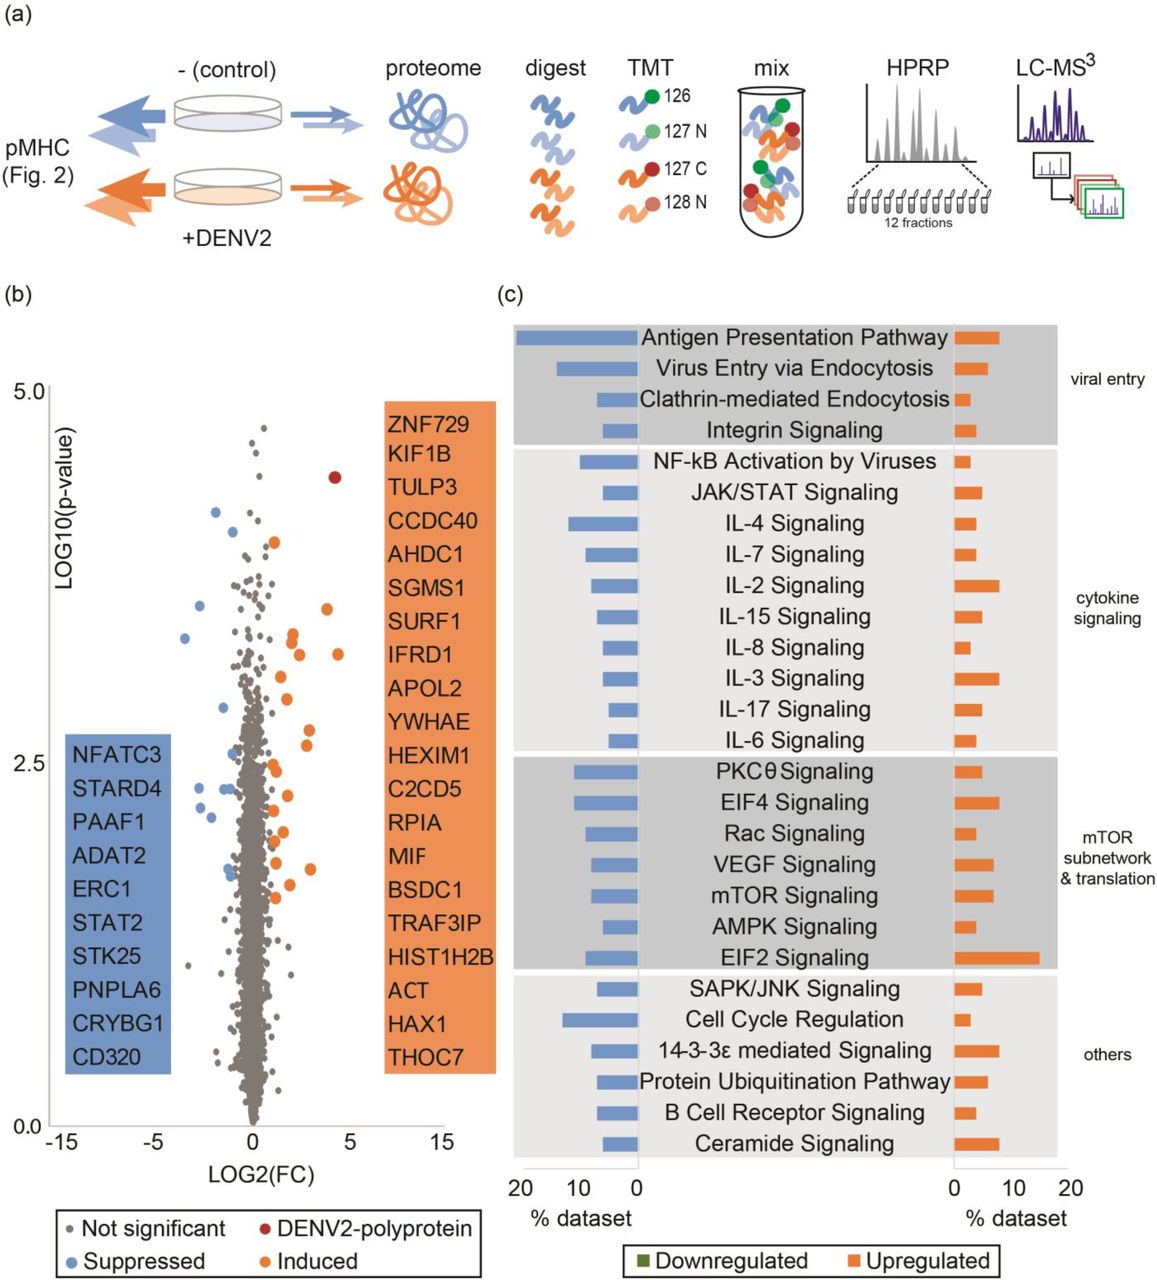 (a)
- (control)
pMHC
(Fig. 2)
+DENV2
proteome
digest
TMT
126
127 N
127 C
128 N
mix
HPRP
12 fractions
LC-MS3
(b)
5.0
2.5
0.0
LOG10(p-value)
-15 -5 0 5 15
LOG2(FC)
NFATC3
STARD4
PAAF1
ADAT2
ERC1
STAT2
STK25
PNPLA6
CRYBG1
CD320
ZNF729
KIF1B
TULP3
CCDC40
AHDC1
SGMS1
SURF1
IFRD1
APOL2
YWHAE
HEXIM1
C2CD5
RPIA
MIF
BSDC1
TRAF3IP
HIST1H2B
ACT
HAX1
THOC7
Not significant DENV2-polyprotein
Suppressed Induced
(c)
Antigen Presentation Pathway
Virus Entry via Endocytosis
Clathrin-mediated Endocytosis
Integrin Signaling
viral entry
NF-kB Activation by Viruses
JAK/STAT Signaling
IL-4 Signaling
IL-7 Signaling
IL-2 Signaling
IL-15 Signaling
IL-8 Signaling
IL-3 Signaling
IL-17 Signaling
IL-6 Signaling
cytokine
signaling
PKCθ Signaling
EIF4 Signaling
Rac Signaling
VEGF Signaling
mTOR Signaling
AMPK Signaling
EIF2 Signaling
mTOR
subnetwork
& translation
SAPK/JNK Signaling
Cell Cycle Regulation
14-3-3ε mediated Signaling
Protein Ubiquitination Pathway
B Cell Receptor Signaling
Ceramide Signaling
others
20 10 0
% dataset
0 10 20
% dataset
Downregulated Upregulated